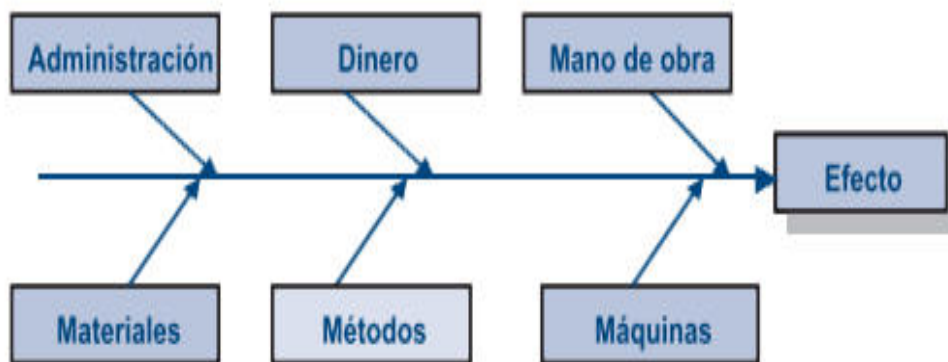 Administración
Dinero
Mano de obra
Efecto
Materiales
Métodos
Máquinas